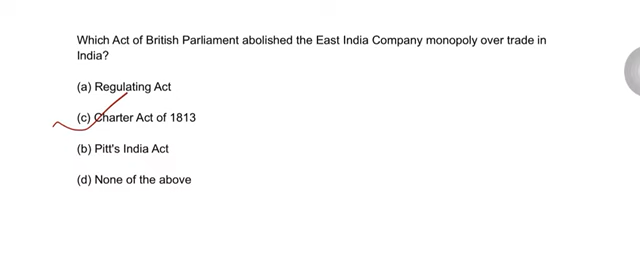 Which Act of British Parliament abolished the East India Company monopoly over trade in
India?
(a) Regulating Act
(c) Charter Act of 1813
(b) Pitt's India Act
(d) None of the above